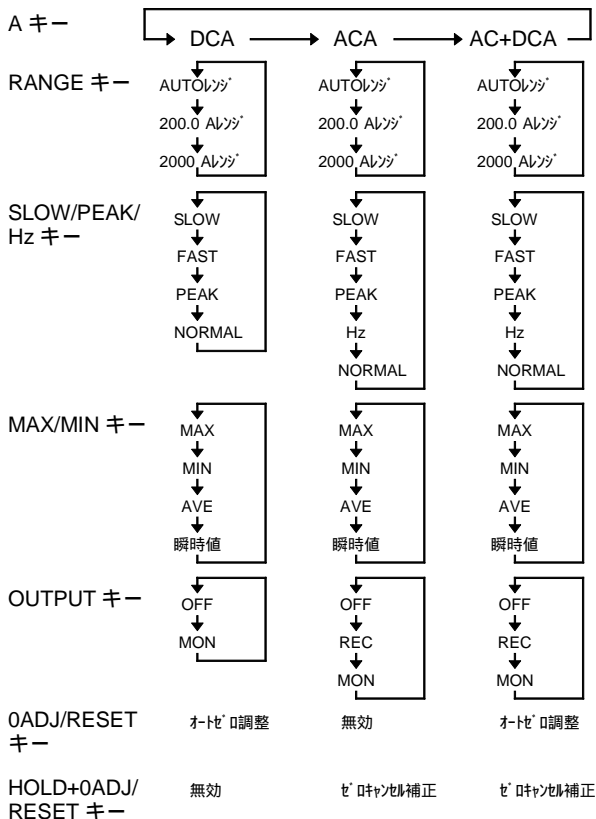 A キー
DCA ACA AC+DCA
RANGE キー
AUTOﾚﾝｼﾞ AUTOﾚﾝｼﾞ AUTOﾚﾝｼﾞ
200.0 Aﾚﾝｼﾞ 200.0 Aﾚﾝｼﾞ 200.0 Aﾚﾝｼﾞ
2000 Aﾚﾝｼﾞ 2000 Aﾚﾝｼﾞ 2000 Aﾚﾝｼﾞ
SLOW/PEAK/
Hz キー
SLOW SLOW SLOW
FAST FAST FAST
PEAK PEAK PEAK
NORMAL Hz Hz
NORMAL NORMAL
MAX/MIN キー
MAX MAX MAX
MIN MIN MIN
AVE AVE AVE
瞬時値 瞬時値 瞬時値
OUTPUT キー
OFF OFF OFF
MON REC REC
MON MON
0ADJ/RESET
キー
ｵｰﾄｾﾞﾛ調整 無効 ｵｰﾄｾﾞﾛ調整
HOLD+0ADJ/
RESET キー
無効 ｾﾞﾛｷｬﾝｾﾙ補正 ｾﾞﾛｷｬﾝｾﾙ補正